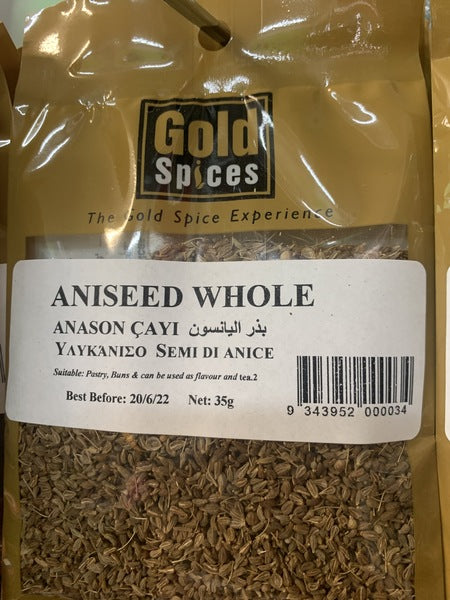 Gold
Spices
The Gold Spice Experience
ANISEED WHOLE
ANASON ÇAYI بذر اليانسون
ΥΛΥΚΆΝΙΣΟ SEMI DI ANICE
Suitable: Pastry, Buns & can be used as flavour and tea.2
Best Before: 20/6/22 Net: 35g
9 343952 000034